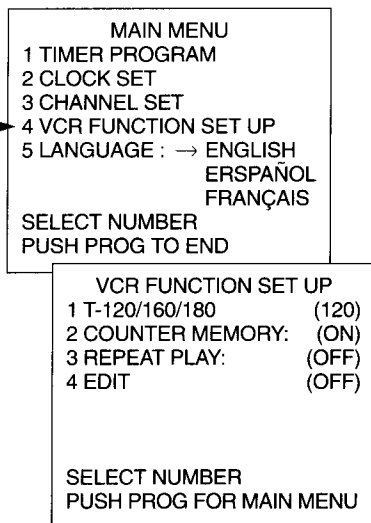 MAIN MENU
1 TIMER PROGRAM
2 CLOCK SET
3 CHANNEL SET
4 VCR FUNCTION SET UP
5 LANGUAGE : → ENGLISH
ERSPAÑOL
FRANÇAIS
SELECT NUMBER
PUSH PROG TO END
VCR FUNCTION SET UP
1 T-120/160/180 (120)
2 COUNTER MEMORY: (ON)
3 REPEAT PLAY: (OFF)
4 EDIT (OFF)
SELECT NUMBER
PUSH PROG FOR MAIN MENU